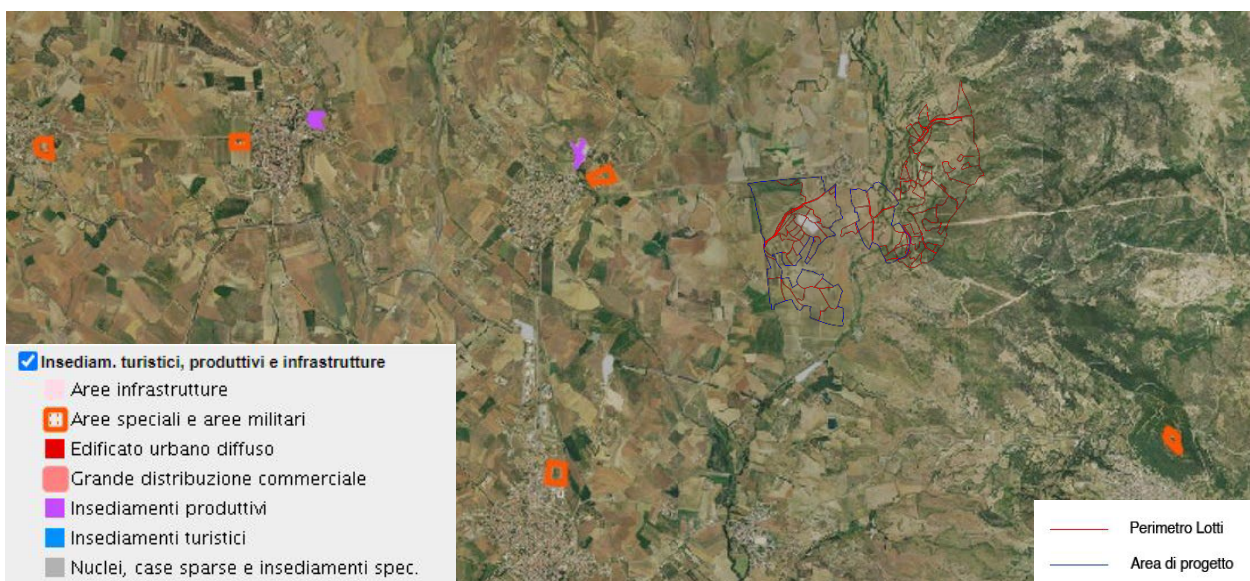 Insediam. turistici, produttivi e infrastrutture
Aree infrastrutture
Aree speciali e aree militari
Edificato urbano diffuso
Grande distribuzione commerciale
Insediamenti produttivi
Insediamenti turistici
Nuclei, case sparse e insediamenti spec.
Perimetro Lotti
Area di progetto